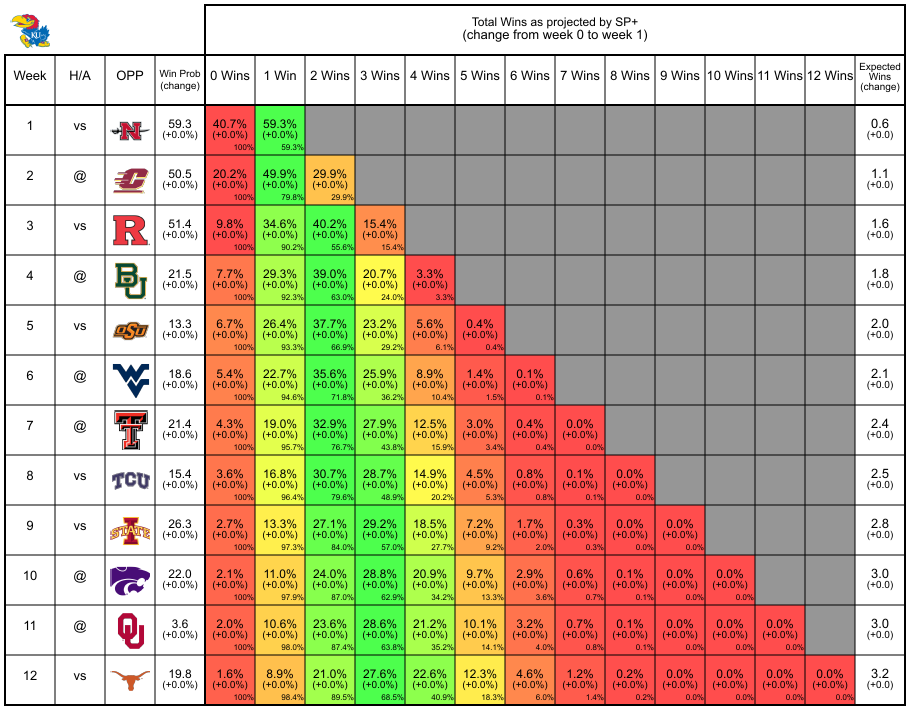 KU
Total Wins as projected by SP+
(change from week 0 to week 1)
Week H/A OPP Win Prob (change) 0 Wins 1 Win 2 Wins 3 Wins 4 Wins 5 Wins 6 Wins 7 Wins 8 Wins 9 Wins 10 Wins 11 Wins 12 Wins Expected Wins (change)
1 vs N 59.3 40.7% 59.3% 0.6
(+0.0%) (+0.0%) (+0.0%) (+0.0)
100% 59.3%
2 @ C 50.5 20.2% 49.9% 29.9% 1.1
(+0.0%) (+0.0%) (+0.0%) (+0.0%) (+0.0)
100% 79.8% 29.9%
3 vs R 51.4 9.8% 34.6% 40.2% 15.4% 1.6
(+0.0%) (+0.0%) (+0.0%) (+0.0%) (+0.0%) (+0.0)
100% 90.2% 55.6% 15.4%
4 @ BU 21.5 7.7% 29.3% 39.0% 20.7% 3.3% 1.8
(+0.0%) (+0.0%) (+0.0%) (+0.0%) (+0.0%) (+0.0%) (+0.0)
100% 92.3% 63.0% 24.0% 3.3%
5 vs OSU 13.3 6.7% 26.4% 37.7% 23.2% 5.6% 0.4% 2.0
(+0.0%) (+0.0%) (+0.0%) (+0.0%) (+0.0%) (+0.0%) (+0.0%) (+0.0)
100% 93.3% 66.9% 29.2% 6.1% 0.4%
6 @ WV 18.6 5.4% 22.7% 35.6% 25.9% 8.9% 1.4% 0.1% 2.1
(+0.0%) (+0.0%) (+0.0%) (+0.0%) (+0.0%) (+0.0%) (+0.0%) (+0.0%) (+0.0)
100% 94.6% 71.8% 36.2% 10.4% 1.5% 0.1%
7 @ TT 21.4 4.3% 19.0% 32.9% 27.9% 12.5% 3.0% 0.4% 0.0% 2.4
(+0.0%) (+0.0%) (+0.0%) (+0.0%) (+0.0%) (+0.0%) (+0.0%) (+0.0%) (+0.0%) (+0.0)
100% 95.7% 76.7% 43.8% 15.9% 3.4% 0.4% 0.0%
8 vs TCU 15.4 3.6% 16.8% 30.7% 28.7% 14.9% 4.5% 0.8% 0.1% 0.0% 2.5
(+0.0%) (+0.0%) (+0.0%) (+0.0%) (+0.0%) (+0.0%) (+0.0%) (+0.0%) (+0.0%) (+0.0%) (+0.0)
100% 96.4% 79.6% 48.9% 20.2% 5.3% 0.8% 0.1% 0.0%
9 vs I STATE 26.3 2.7% 13.3% 27.1% 29.2% 18.5% 7.2% 1.7% 0.3% 0.0% 0.0% 2.8
(+0.0%) (+0.0%) (+0.0%) (+0.0%) (+0.0%) (+0.0%) (+0.0%) (+0.0%) (+0.0%) (+0.0%) (+0.0%) (+0.0)
100% 97.3% 84.0% 57.0% 27.7% 9.2% 2.0% 0.3% 0.0% 0.0%
10 @ 22.0 2.1% 11.0% 24.0% 28.8% 20.9% 9.7% 2.9% 0.6% 0.1% 0.0% 0.0% 3.0
(+0.0%) (+0.0%) (+0.0%) (+0.0%) (+0.0%) (+0.0%) (+0.0%) (+0.0%) (+0.0%) (+0.0%) (+0.0%) (+0.0%) (+0.0)
100% 97.9% 87.0% 62.9% 34.2% 13.3% 3.6% 0.7% 0.1% 0.0% 0.0%
11 @ OU 3.6 2.0% 10.6% 23.6% 28.6% 21.2% 10.1% 3.2% 0.7% 0.1% 0.0% 0.0% 0.0% 3.0
(+0.0%) (+0.0%) (+0.0%) (+0.0%) (+0.0%) (+0.0%) (+0.0%) (+0.0%) (+0.0%) (+0.0%) (+0.0%) (+0.0%) (+0.0%) (+0.0)
100% 98.0% 87.4% 63.8% 35.2% 14.1% 4.0% 0.8% 0.1% 0.0% 0.0% 0.0%
12 vs 19.8 1.6% 8.9% 21.0% 27.6% 22.6% 12.3% 4.6% 1.2% 0.2% 0.0% 0.0% 0.0% 0.0% 3.2
(+0.0%) (+0.0%) (+0.0%) (+0.0%) (+0.0%) (+0.0%) (+0.0%) (+0.0%) (+0.0%) (+0.0%) (+0.0%) (+0.0%) (+0.0%) (+0.0%) (+0.0)
100% 98.4% 89.5% 68.5% 40.9% 18.3% 6.0% 1.4% 0.2% 0.0% 0.0% 0.0% 0.0%